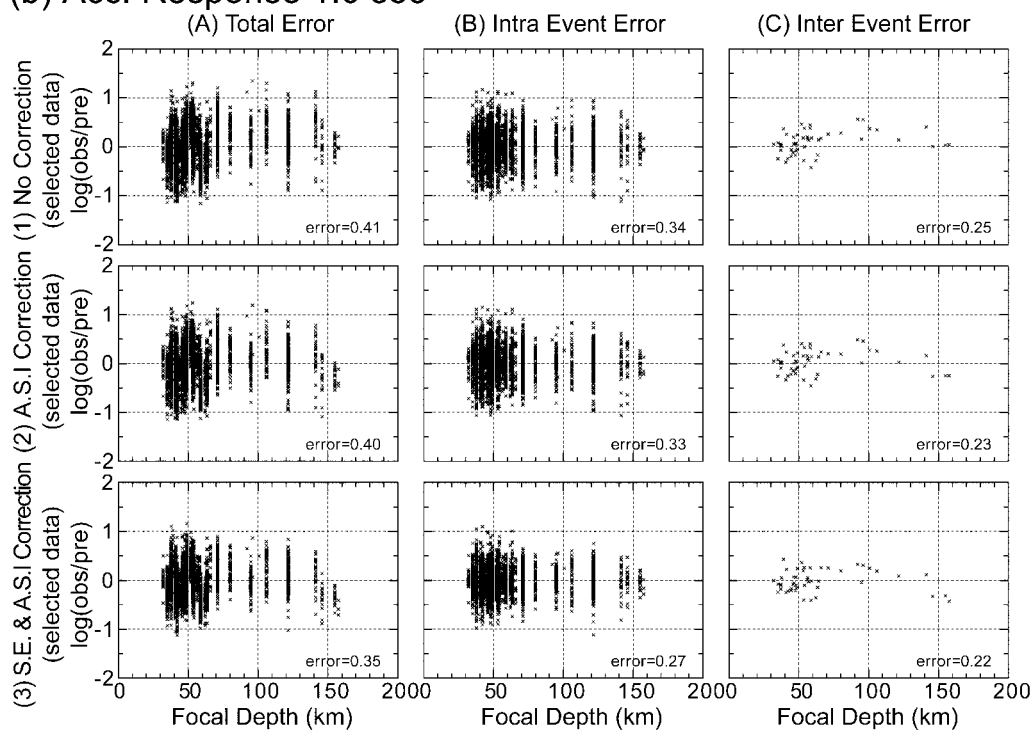 (b) Acc. Response 1.0 sec
(A) Total Error
(B) Intra Event Error
(C) Inter Event Error
(1) No Correction
(selected data)
log(obs/pre)
2
1
0
-1
-2
error=0.41
error=0.34
error=0.25
(2) A.S.I Correction
(selected data)
log(obs/pre)
2
1
0
-1
-2
error=0.40
error=0.33
error=0.23
(3) S.E. & A.S.I Correction
(selected data)
log(obs/pre)
2
1
0
-1
-2
error=0.35
error=0.27
error=0.22
0 50 100 150 200
0 50 100 150 200
0 50 100 150 200
Focal Depth (km)
Focal Depth (km)
Focal Depth (km)